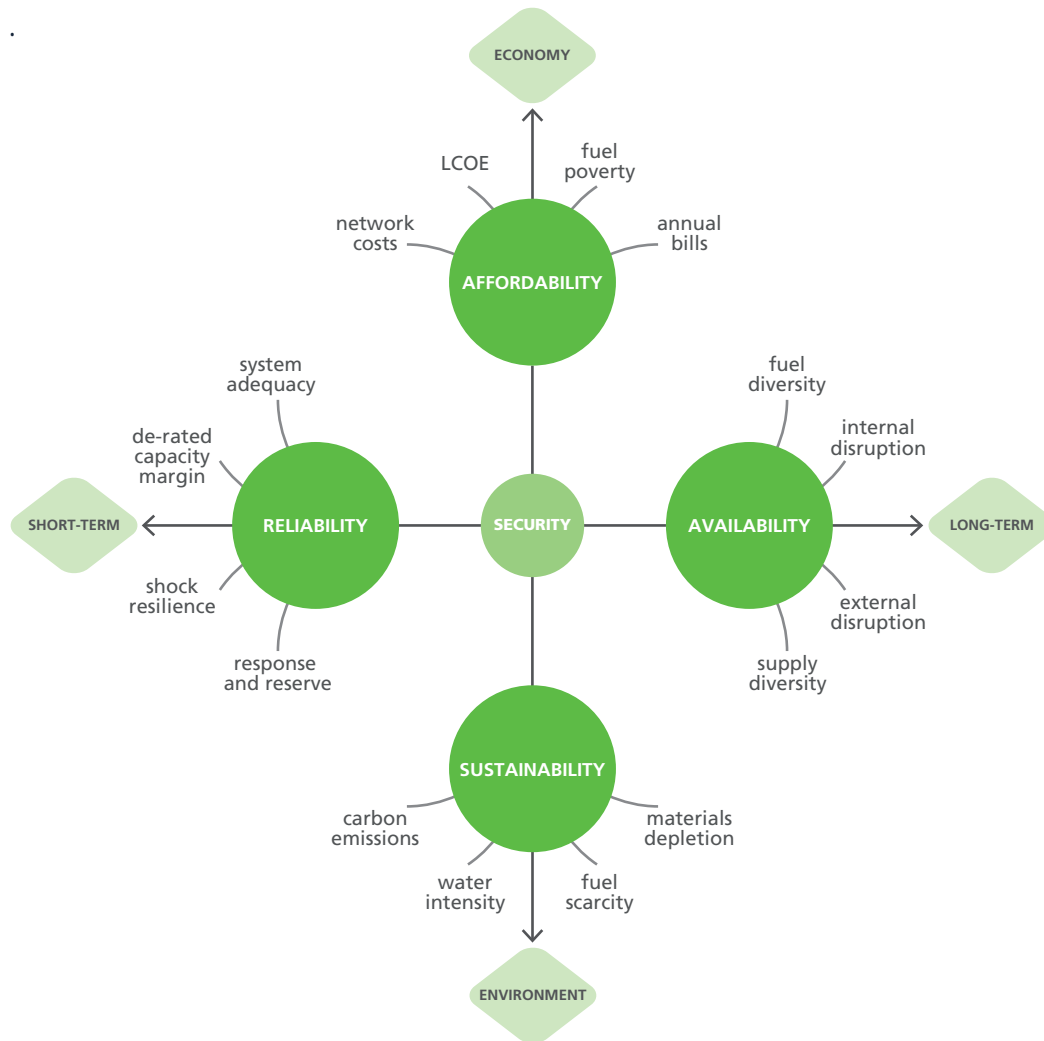 .
ECONOMY
LCOE
fuel
poverty
network
costs
annual
bills
AFFORDABILITY
system
adequacy
fuel
diversity
de-rated
capacity
margin
internal
disruption
SHORT-TERM
RELIABILITY
SECURITY
AVAILABILITY
LONG-TERM
shock
resilience
external
disruption
response
and reserve
supply
diversity
SUSTAINABILITY
carbon
emissions
materials
depletion
water
intensity
fuel
scarcity
ENVIRONMENT